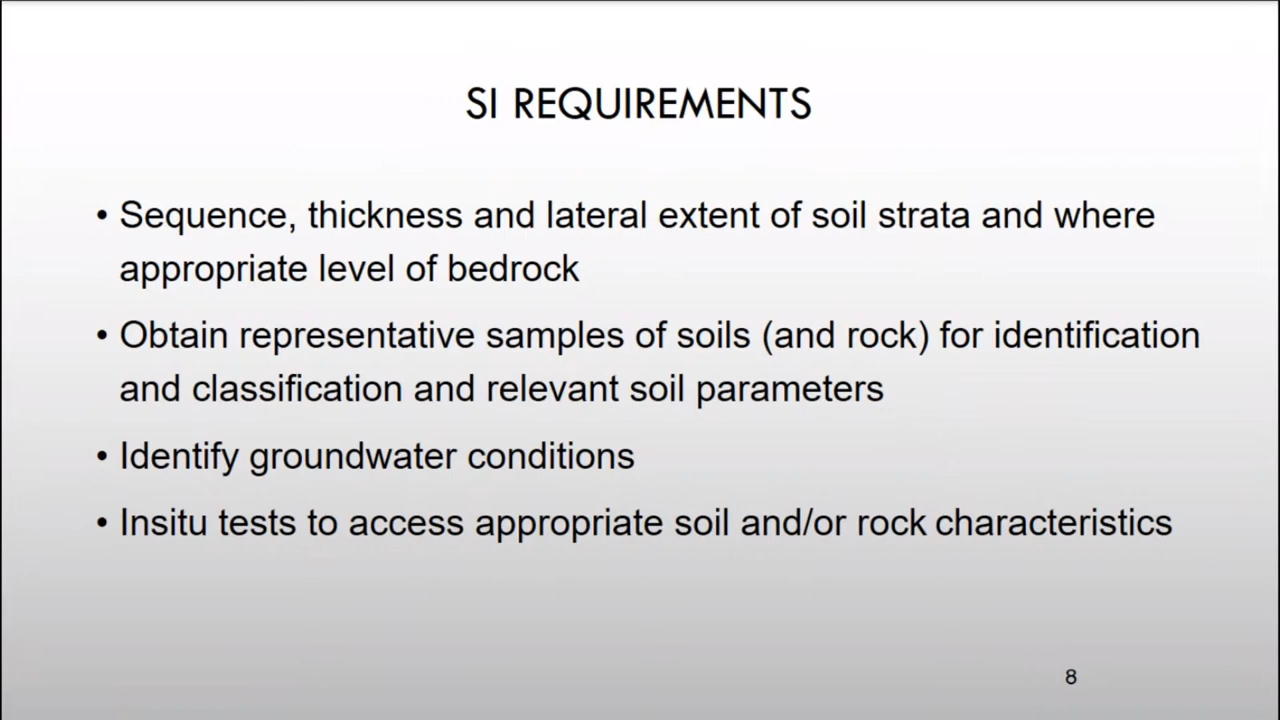 SI REQUIREMENTS
• Sequence, thickness and lateral extent of soil strata and where
appropriate level of bedrock
• Obtain representative samples of soils (and rock) for identification
and classification and relevant soil parameters
• Identify groundwater conditions
• Insitu tests to access appropriate soil and/or rock characteristics
8